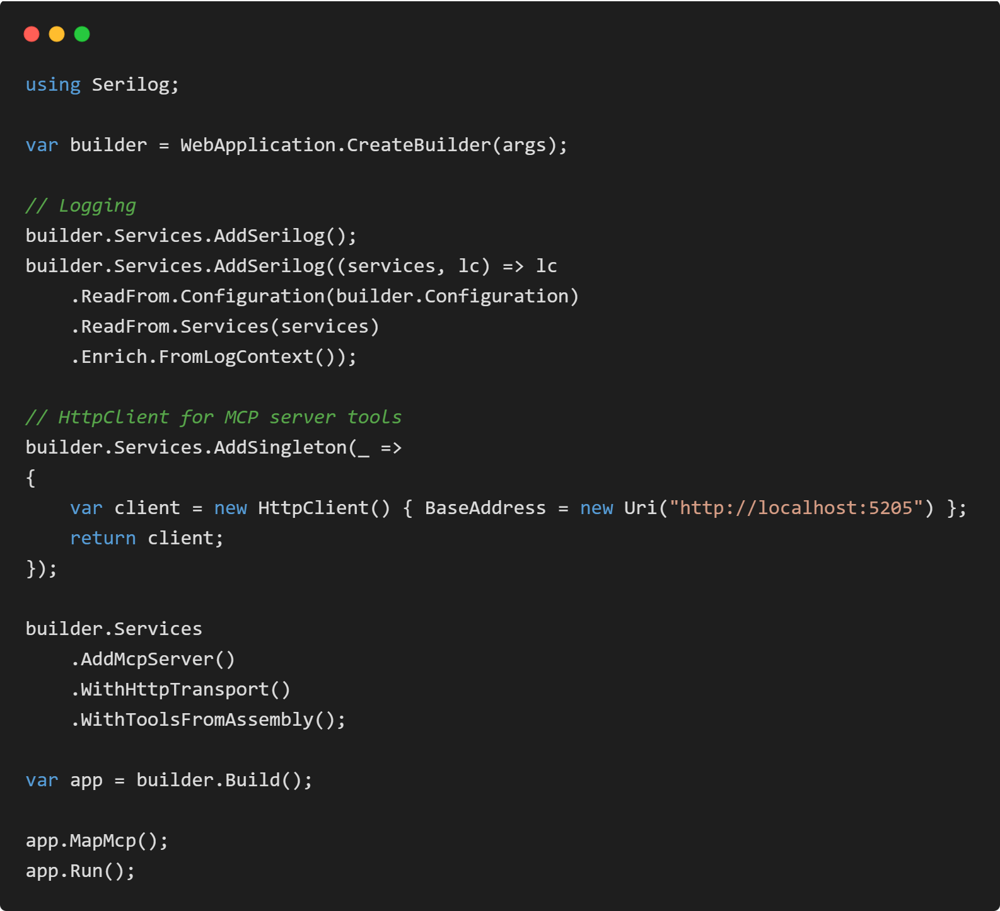 using Serilog;

var builder = WebApplication.CreateBuilder(args);

// Logging
builder.Services.AddSerilog();
builder.Services.AddSerilog((services, lc) => lc
    .ReadFrom.Configuration(builder.Configuration)
    .ReadFrom.Services(services)
    .Enrich.FromLogContext());

// HttpClient for MCP server tools
builder.Services.AddSingleton(_ =>
{
    var client = new HttpClient() { BaseAddress = new Uri("http://localhost:5205") };
    return client;
});

builder.Services
    .AddMcpServer()
    .WithHttpTransport()
    .WithToolsFromAssembly();

var app = builder.Build();

app.MapMcp();
app.Run();